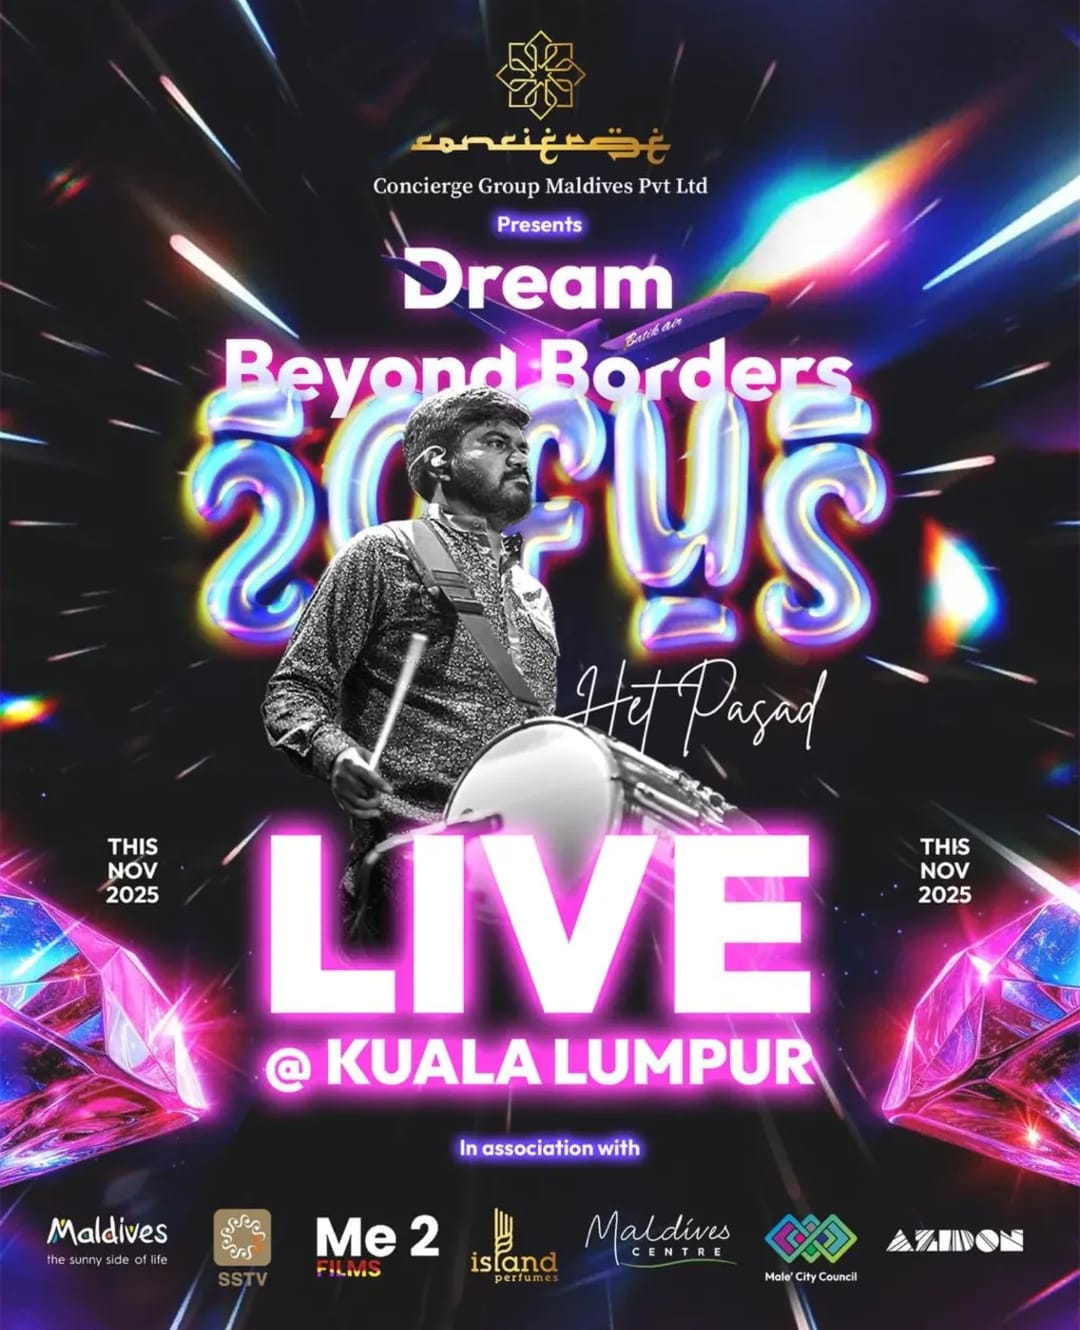 concierge
Concierge Group Maldives Pvt Ltd
Presents
Dream
Batik air
Beyond Borders
Het Pasad
THIS
NOV
2025
THIS
NOV
2025
LIVE
@ KUALA LUMPUR
In association with
Maldives
the sunny side of life
SSTV
Me 2
FILMS
island
perfumes
Maldives
CENTRE
Male' City Council
AZMOON